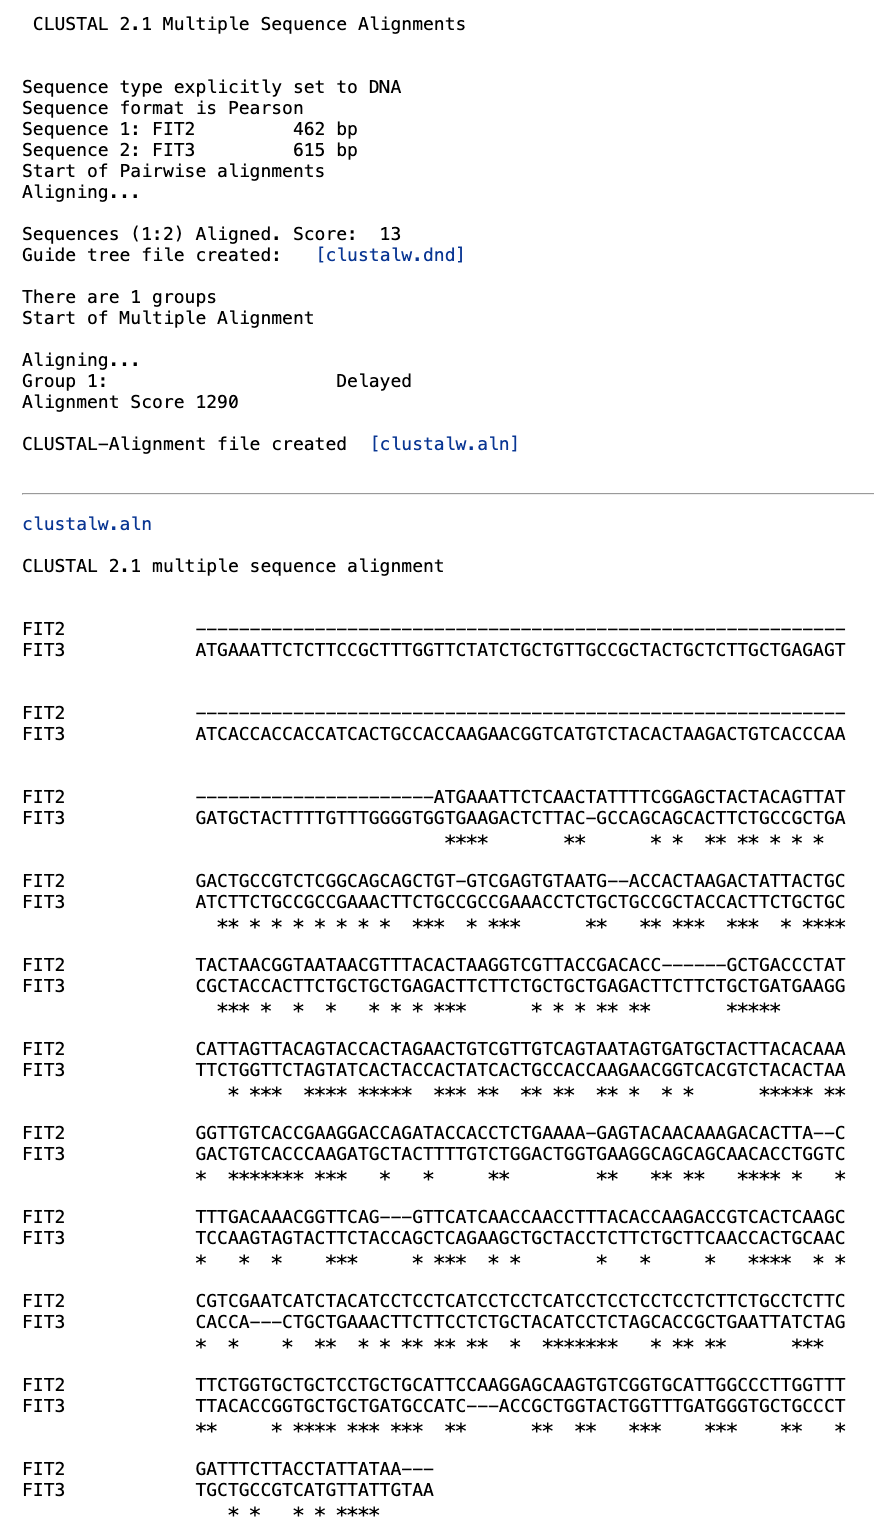 CLUSTAL 2.1 Multiple Sequence Alignments
Sequence type explicitly set to DNA
Sequence format is Pearson
Sequence 1: FIT2         462 bp
Sequence 2: FIT3         615 bp
Start of Pairwise alignments
Aligning...
Sequences (1:2) Aligned. Score:  13
Guide tree file created:   [clustalw.dnd]
There are 1 groups
Start of Multiple Alignment
Aligning...
Group 1:                     Delayed
Alignment Score 1290
CLUSTAL-Alignment file created  [clustalw.aln]
clustalw.aln
CLUSTAL 2.1 multiple sequence alignment
FIT2            ------------------------------------------------------------
FIT3            ATGAAATTCTCTTCCGCTTTGGTTCTATCTGCTGTTGCCGCTACTGCTCTTGCTGAGAGT
FIT2            ------------------------------------------------------------
FIT3            ATCACCACCACCATCACTGCCACCAAGAACGGTCATGTCTACACTAAGACTGTCACCCAA
FIT2            ----------------------ATGAAATTCTCAACTATTTTCGGAGCTACTACAGTTAT
FIT3            GATGCTACTTTTGTTTGGGGTGGTGAAGACTCTTAC-GCCAGCAGCACTTCTGCCGCTGA
                                       ****       **      * *  ** ** * * *
FIT2            GACTGCCGTCTCGGCAGCAGCTGT-GTCGAGTGTAATG--ACCACTAAGACTATTACTGC
FIT3            ATCTTCTGCCGCCGAAACTTCTGCCGCCGAAACCTCTGCTGCCGCTACCACTTCTGCTGC
                  ** * * * * * * *  ***  * ***      **   ** ***  ***  * ****
FIT2            TACTAACGGTAATAACGTTTACACTAAGGTCGTTACCGACACC------GCTGACCCTAT
FIT3            CGCTACCACTTCTGCTGCTGAGACTTCTTCTGCTGCTGAGACTTCTTCTGCTGATGAAGG
                  *** *  *  *   * * * ***      * * * ** **       *****
FIT2            CATTAGTTACAGTACCACTAGAACTGTCGTTGTCAGTAATAGTGATGCTACTTACACAAA
FIT3            TTCTGGTTCTAGTATCACTACCACTATCACTGCCACCAAGAACGGTCACGTCTACACTAA
                   * ***  **** *****  *** **  ** **  ** *  * *      ***** **
FIT2            GGTTGTCACCGAAGGACCAGATACCACCTCTGAAAA-GAGTACAACAAAGACACTTA--C
FIT3            GACTGTCACCCAAGATGCTACTTTTGTCTGGACTGGTGAAGGCAGCAGCAACACCTGGTC
                *  ******* ***   *   *     **        **   ** **   **** *   *
FIT2            TTTGACAAACGGTTCAG---GTTCATCAACCAACCTTTACACCAAGACCGTCACTCAAGC
FIT3            TCCAAGTAGTACTTCTACCAGCTCAGAAGCTGCTACCTCTTCTGCTTCAACCACTGCAAC
                *   *  *    ***     * ***  * *       *   *     *   ****  * *
FIT2            CGTCGAATCATCTACATCCTCCTCATCCTCCTCATCCTCCTCCTCCTCTTCTGCCTCTTC
FIT3            CACCA---CTGCTGAAACTTCTTCCTCTGCTACATCCTCTAGCACCGCTGAATTATCTAG
                *  *    *  **  * * ** ** **  *  *******   * ** **      ***
FIT2            TTCTGGTGCTGCTCCTGCTGCATTCCAAGGAGCAAGTGTCGGTGCATTGGCCCTTGGTTT
FIT3            TTACACCGGTGCTGCTGATGCCATC---ACCGCTGGTACTGGTTTGATGGGTGCTGCCCT
                **     * **** *** ***  **      **  **   ***    ***    **   *
FIT2            GATTTCTTACCTATTATAA---
FIT3            TGCTGCCGTCATGTTATTGTAA
                   * *   * * ****